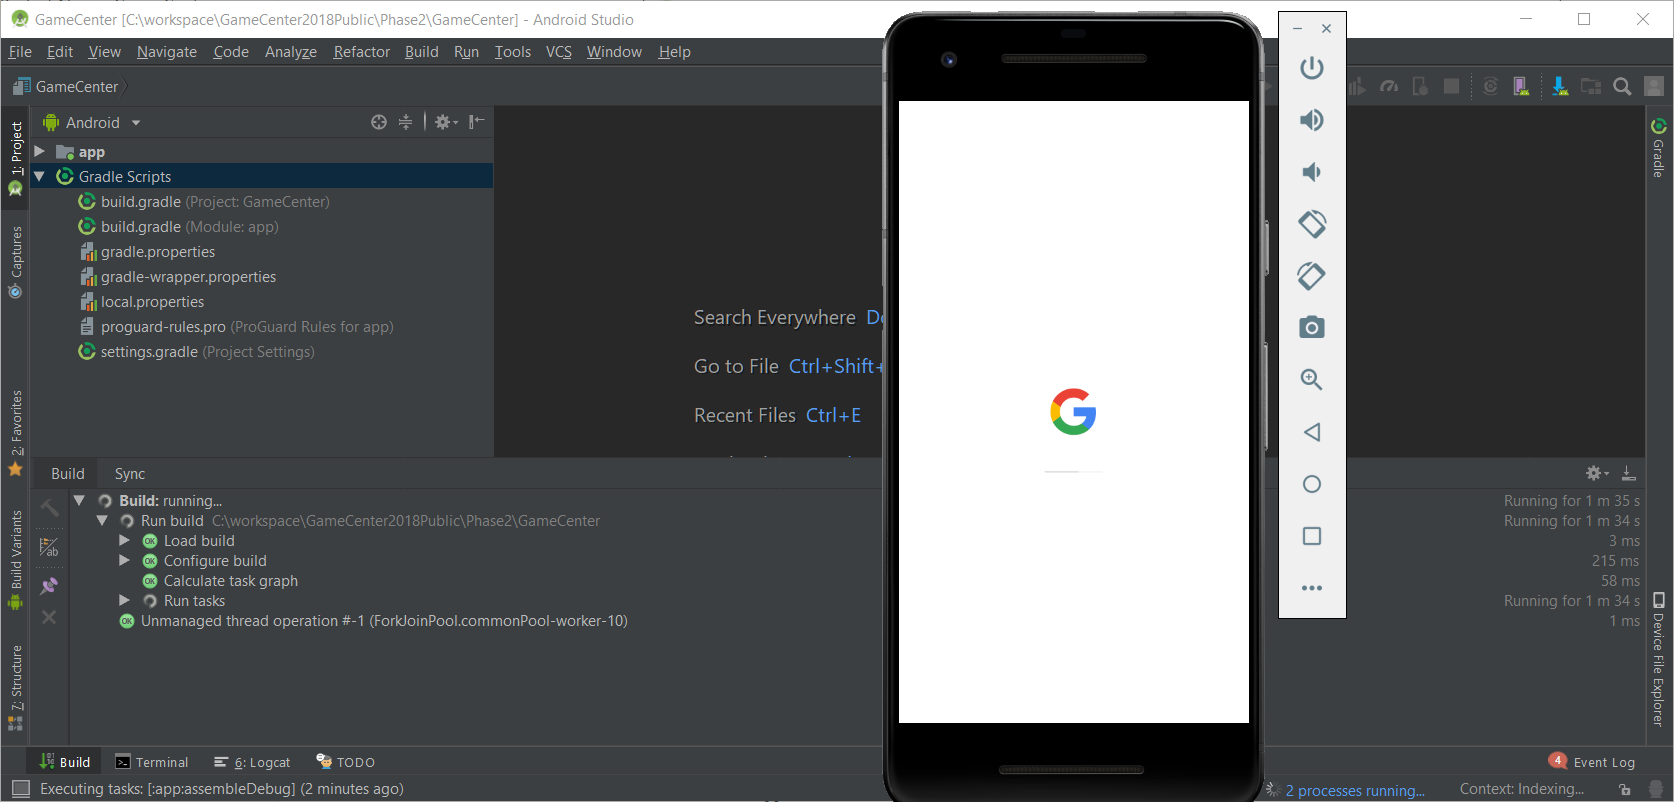 GameCenter [C:\workspace\GameCenter2018Public\Phase2\GameCenter] - Android Studio
File Edit View Navigate Code Analyze Refactor Build Run Tools VCS Window Help
GameCenter
1: Project
Captures
2: Favorites
Build Variants
7: Structure
Android
app
Gradle Scripts
build.gradle (Project: GameCenter)
build.gradle (Module: app)
gradle.properties
gradle-wrapper.properties
local.properties
proguard-rules.pro (ProGuard Rules for app)
settings.gradle (Project Settings)
Search Everywhere
Go to File Ctrl+Shift+
Recent Files Ctrl+E
G
Gradle
Device File Explorer
Build Sync
Build: running... Running for 1 m 35 s
Run build C:\workspace\GameCenter2018Public\Phase2\GameCenter Running for 1 m 34 s
OK Load build 3 ms
OK Configure build 215 ms
OK Calculate task graph 58 ms
Run tasks Running for 1 m 34 s
OK Unmanaged thread operation #-1 (ForkJoinPool.commonPool-worker-10) 1 ms
Build Terminal 6: Logcat TODO 4 Event Log
Executing tasks: [:app:assembleDebug] (2 minutes ago) 2 processes running... Context: Indexing...